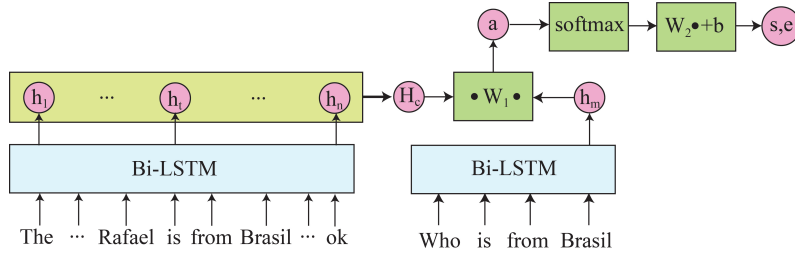 a softmax W₂•+b s,e
h₁ ... hₜ ... hₙ H꜀ • W₁ • hₘ
Bi-LSTM Bi-LSTM
The ... Rafael is from Brasil ... ok Who is from Brasil